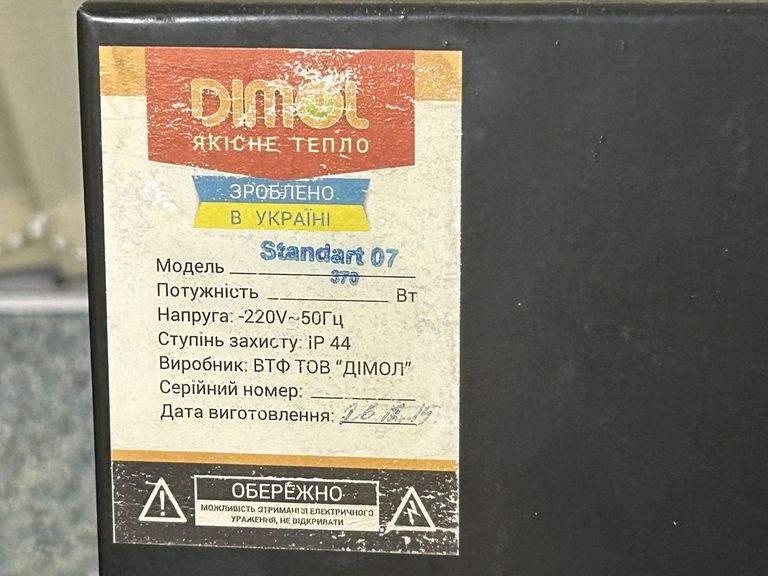 DIMOL
ЯКІСНЕ ТЕПЛО
ЗРОБЛЕНО
В УКРАЇНІ
Модель Standart 07
370
Потужність Вт
Напруга: -220V~50Гц
Ступінь захисту: IP 44
Виробник: ВТФ ТОВ “ДІМОЛ”
Серійний номер:
Дата виготовлення:
ОБЕРЕЖНО
МОЖЛИВІСТЬ ОТРИМАННЯ ЕЛЕКТРИЧНОГО
УРАЖЕННЯ, НЕ ВІДКРИВАТИ